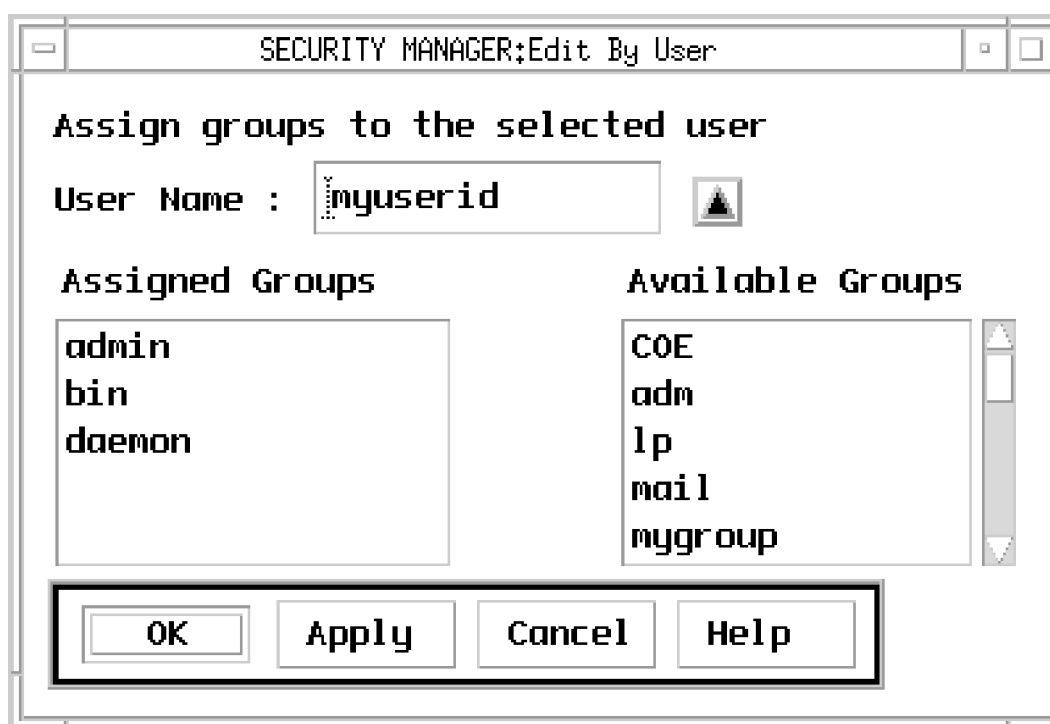 SECURITY MANAGER:Edit By User
Assign groups to the selected user
User Name : myuserid
Assigned Groups
Available Groups
admin
bin
daemon
COE
adm
lp
mail
mygroup
OK Apply Cancel Help